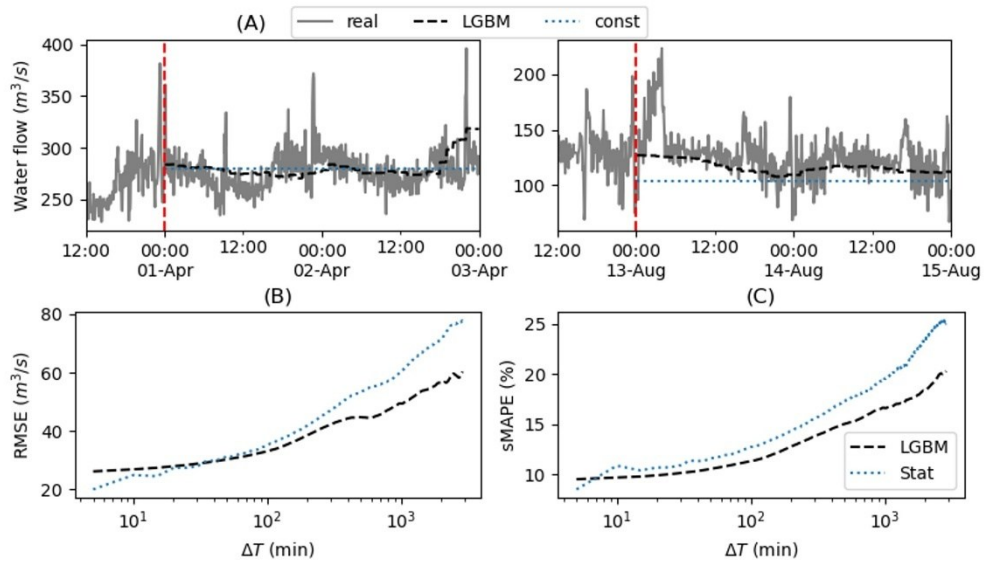 (A)
real LGBM const
Water flow (m³/s)
400
350
300
250
12:00 00:00 12:00 00:00 12:00 00:00
01-Apr 02-Apr 03-Apr
200
150
100
12:00 00:00 12:00 00:00 12:00 00:00
13-Aug 14-Aug 15-Aug
(B)
RMSE (m³/s)
80
60
40
20
10¹ 10² 10³
ΔT (min)
(C)
sMAPE (%)
25
20
15
10
LGBM
Stat
10¹ 10² 10³
ΔT (min)